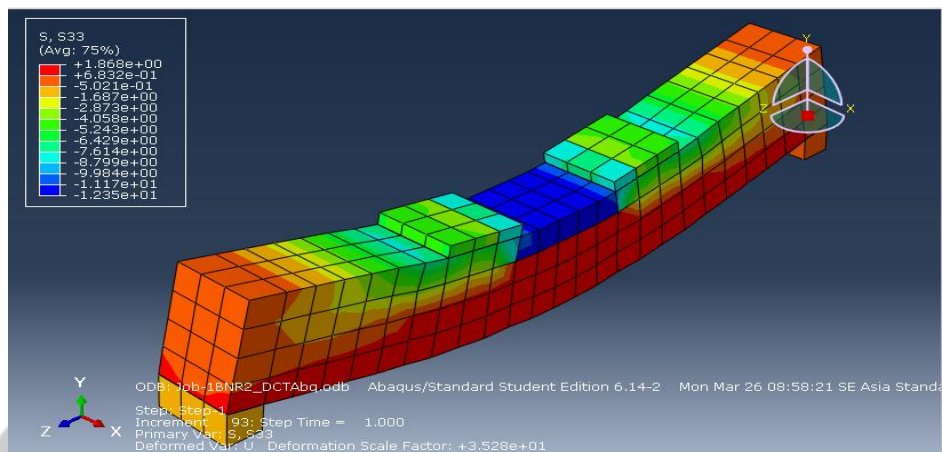 S, S33
(Avg: 75%)
+1.868e+00
+6.832e-01
-5.021e-01
-1.687e+00
-2.873e+00
-4.058e+00
-5.243e+00
-6.429e+00
-7.614e+00
-8.799e+00
-9.984e+00
-1.117e+01
-1.235e+01
Y
Z
X
Y
Z
X
ODB: Job-1BNR2_DCTAbq.odb Abaqus/Standard Student Edition 6.14-2 Mon Mar 26 08:58:21 SE Asia Standa
Step: Step-1
Increment 93: Step Time = 1.000
Primary Var: S, S33
Deformed Var: U Deformation Scale Factor: +3.528e+01